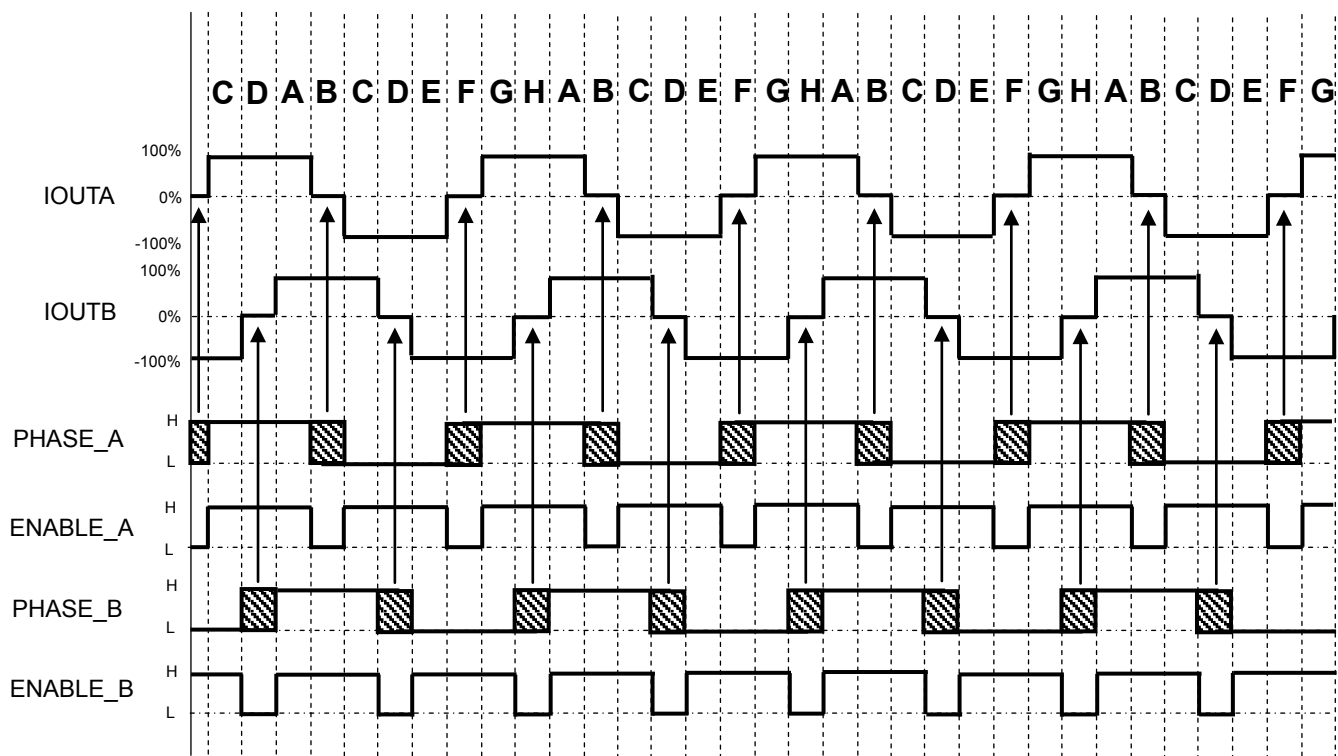 C D A B C D E F G H A B C D E F G H A B C D E F G H A B C D E F G
100%
IOUTA
0%
-100%
100%
IOUTB
0%
-100%
H
PHASE_A
L
H
ENABLE_A
L
H
PHASE_B
L
H
ENABLE_B
L